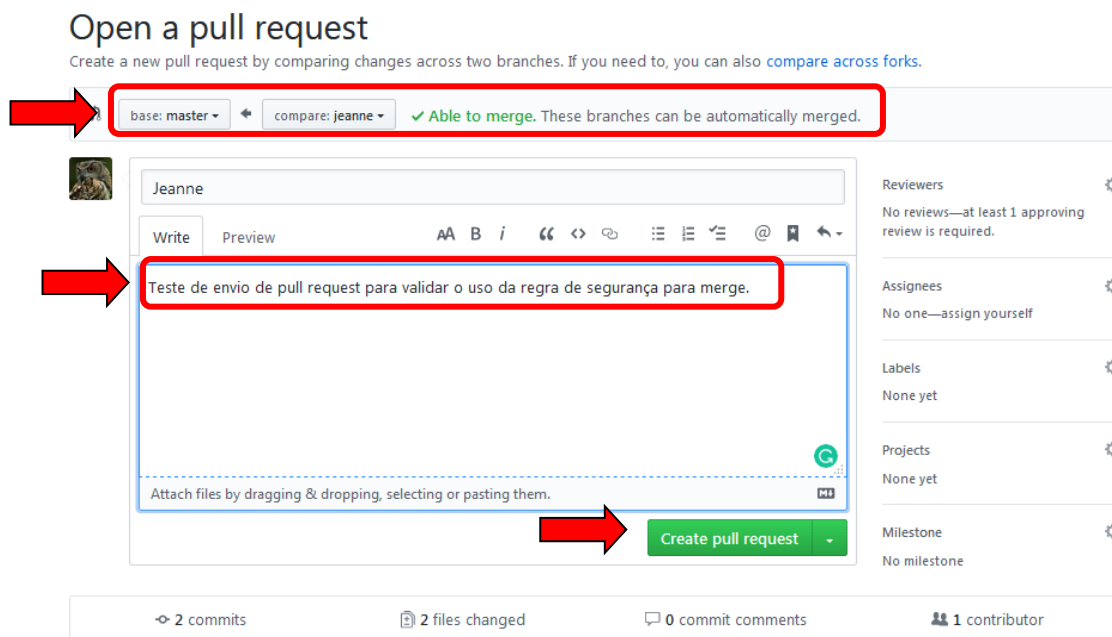 Open a pull request
Create a new pull request by comparing changes across two branches. If you need to, you can also compare across forks.
base: master compare: jeanne ✓ Able to merge. These branches can be automatically merged.
Jeanne
Write Preview AA B i “ <> @
Teste de envio de pull request para validar o uso da regra de segurança para merge.
Attach files by dragging & dropping, selecting or pasting them.
Create pull request
Reviewers
No reviews—at least 1 approving
review is required.
Assignees
No one—assign yourself
Labels
None yet
Projects
None yet
Milestone
No milestone
2 commits 2 files changed 0 commit comments 1 contributor